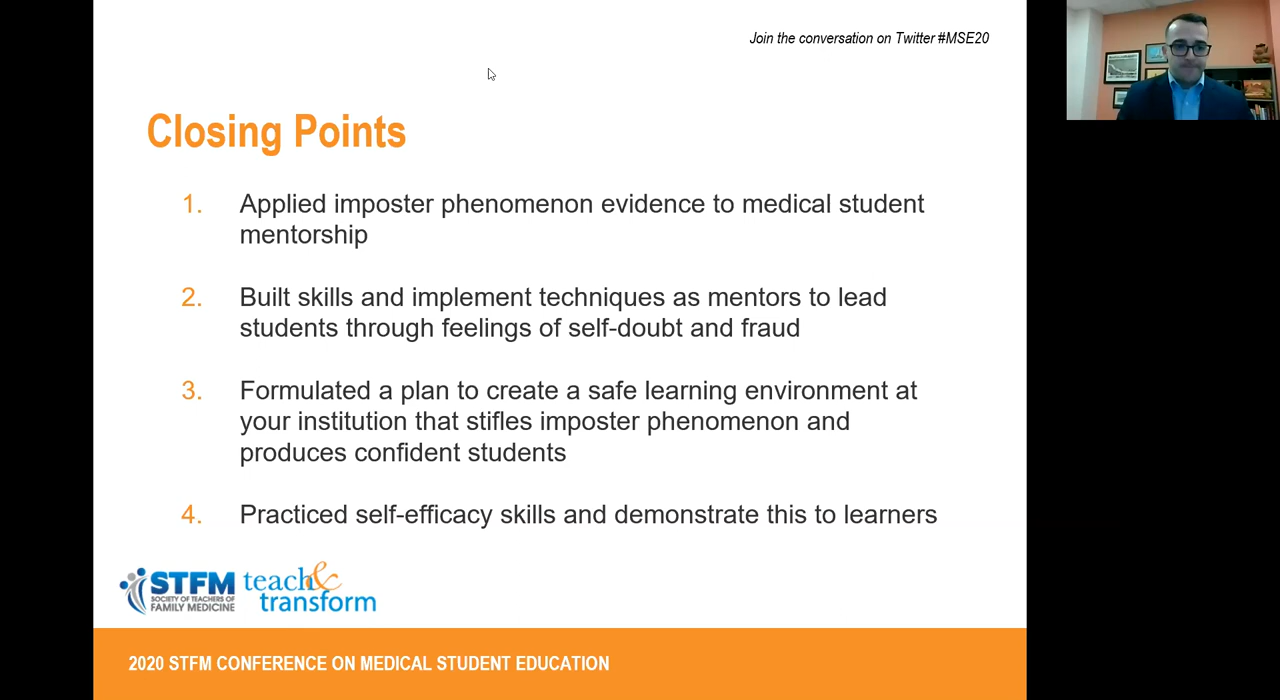 Join the conversation on Twitter #MSE20
Closing Points
1. Applied imposter phenomenon evidence to medical student
mentorship
2. Built skills and implement techniques as mentors to lead
students through feelings of self-doubt and fraud
3. Formulated a plan to create a safe learning environment at
your institution that stifles imposter phenomenon and
produces confident students
4. Practiced self-efficacy skills and demonstrate this to learners
STFM
SOCIETY OF TEACHERS OF
FAMILY MEDICINE
teach&
transform
2020 STFM CONFERENCE ON MEDICAL STUDENT EDUCATION